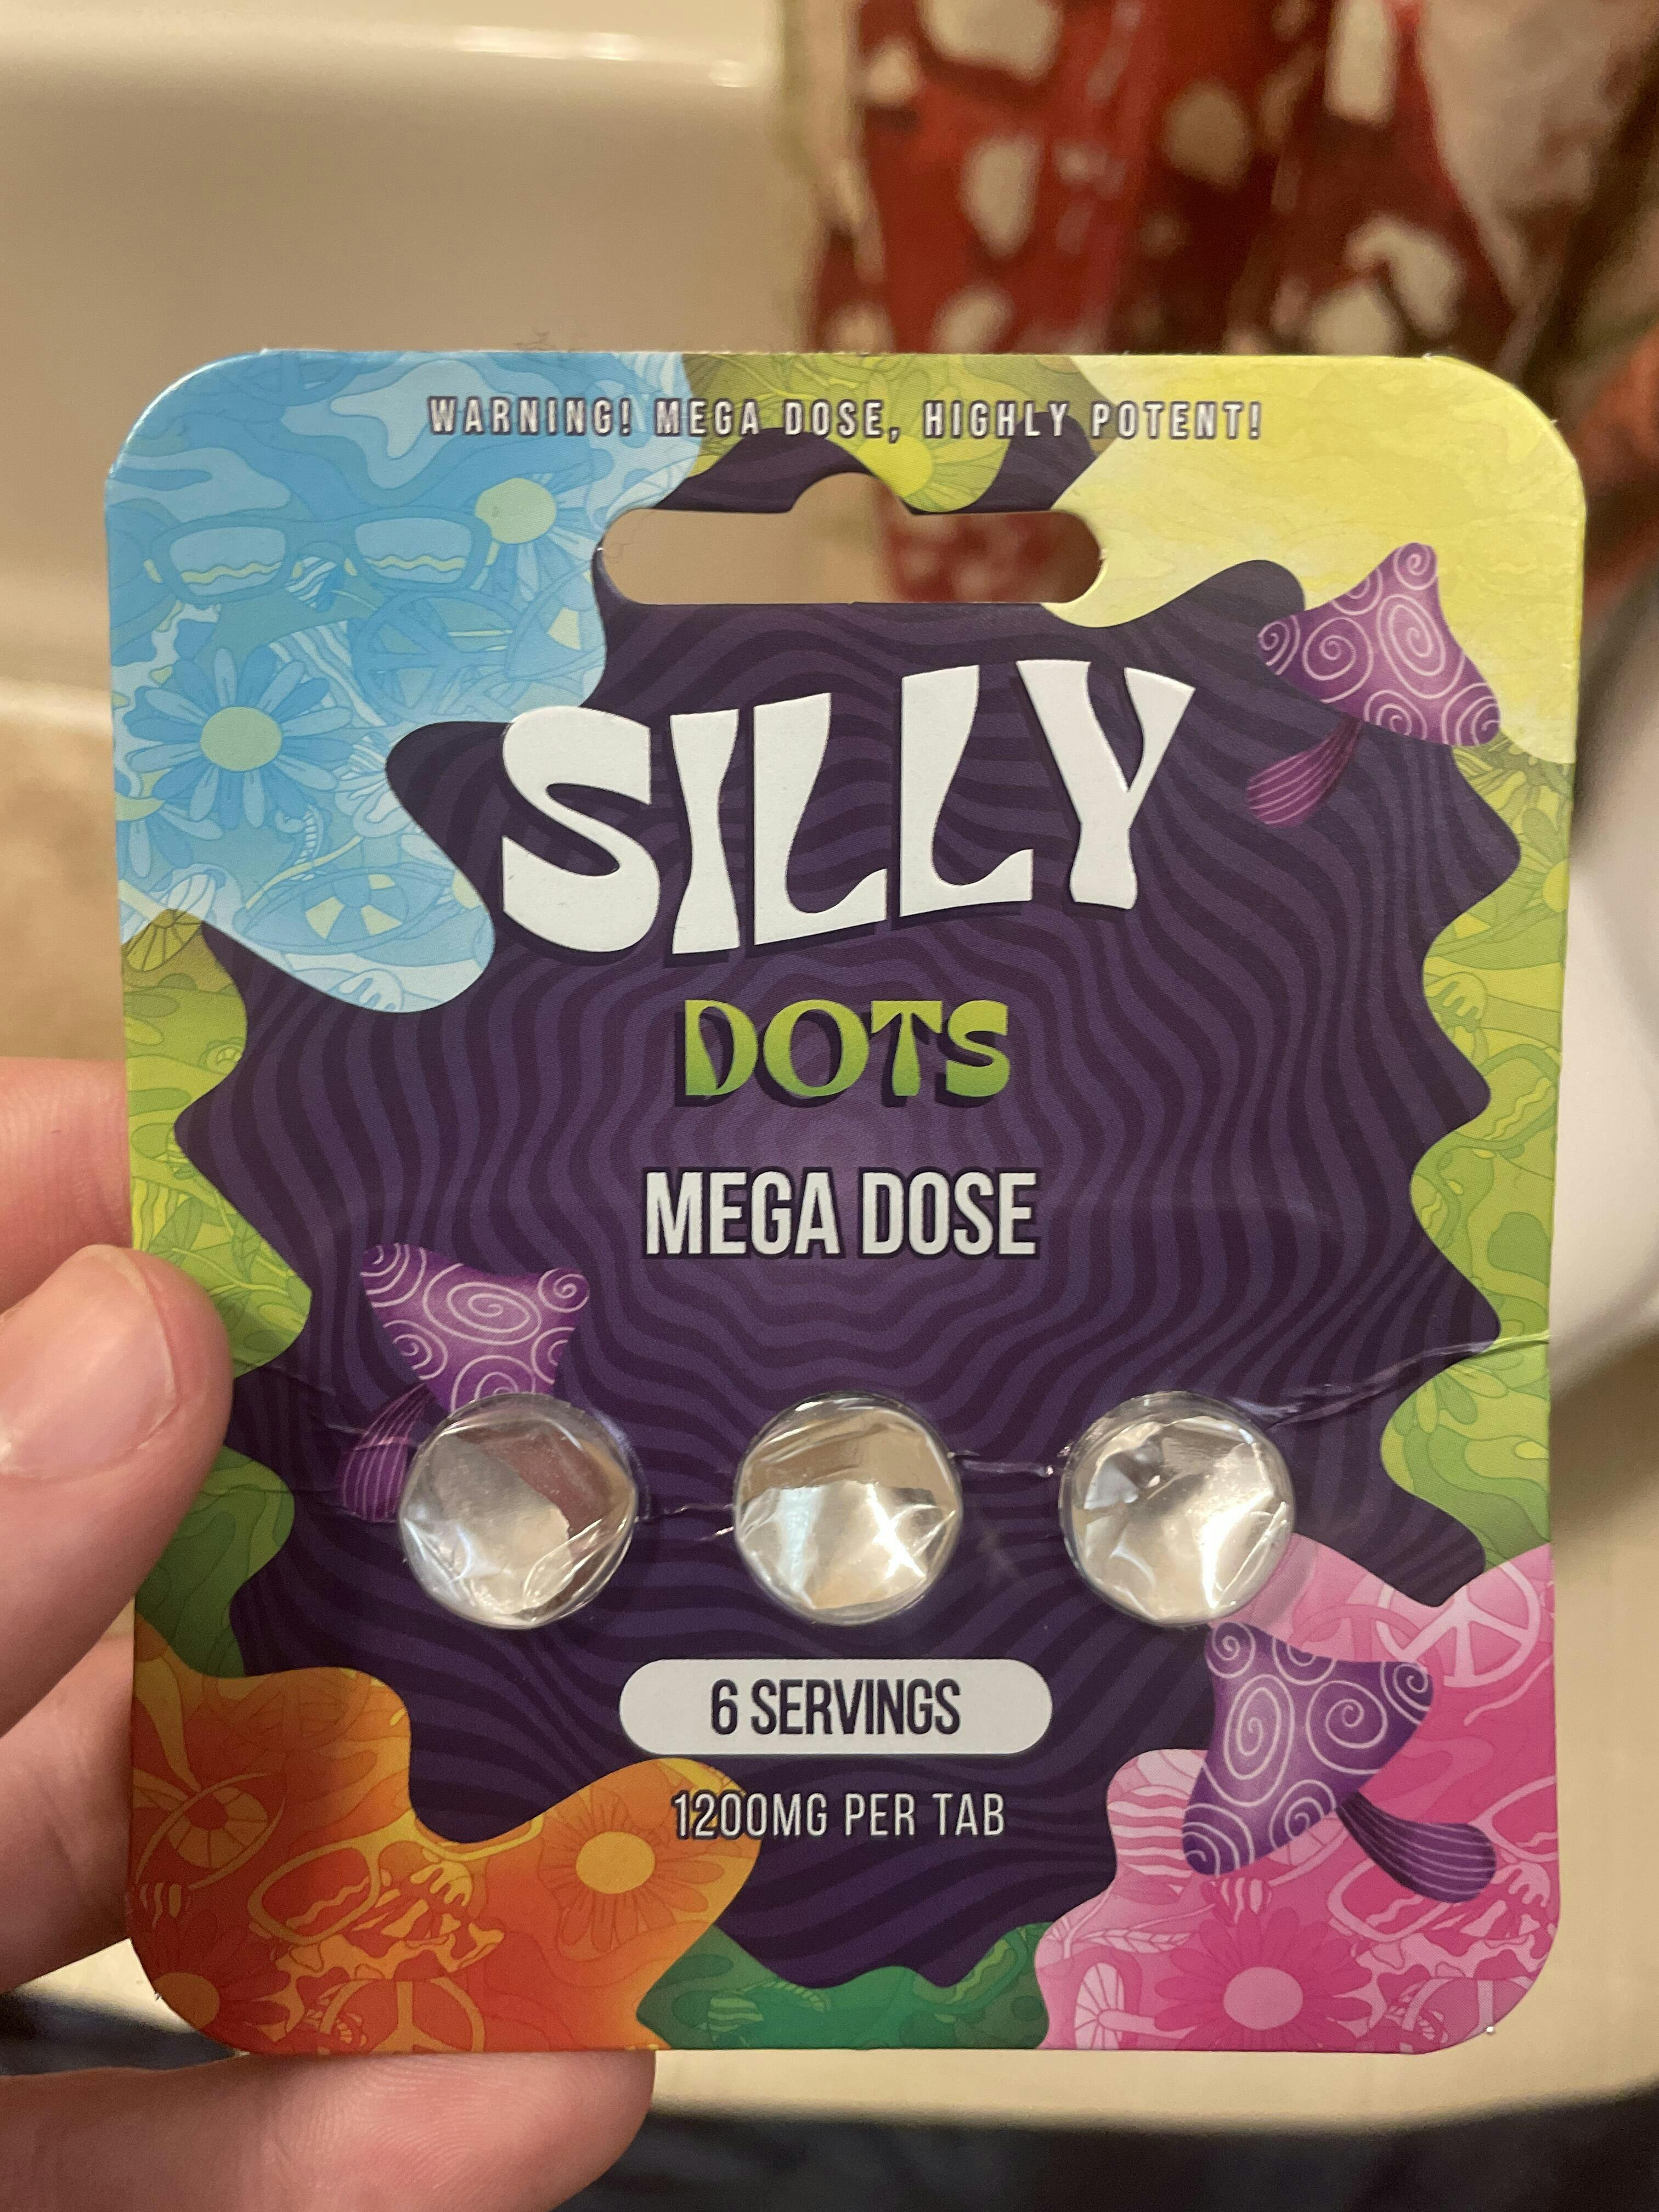 WARNING! MEGA DOSE, HIGHLY POTENT!
SILLY
DOTS
MEGA DOSE
6 SERVINGS
1200MG PER TAB